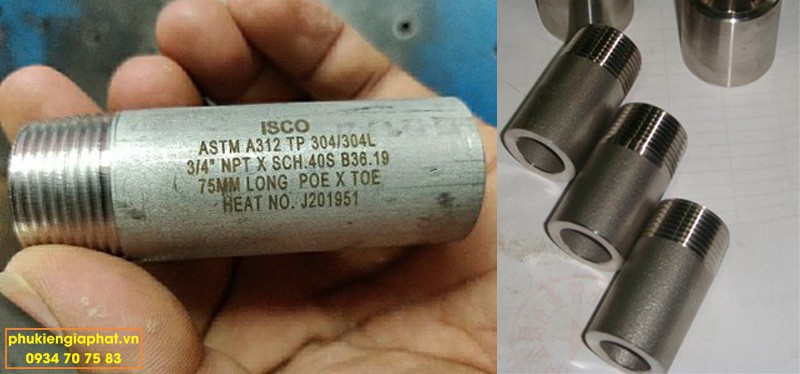 ISCO
ASTM A312 TP 304/304L
3/4" NPT X SCH.40S B36.19
75MM LONG POE X TOE
HEAT NO. J201951
phukiengiaphat.vn
0934 70 75 83